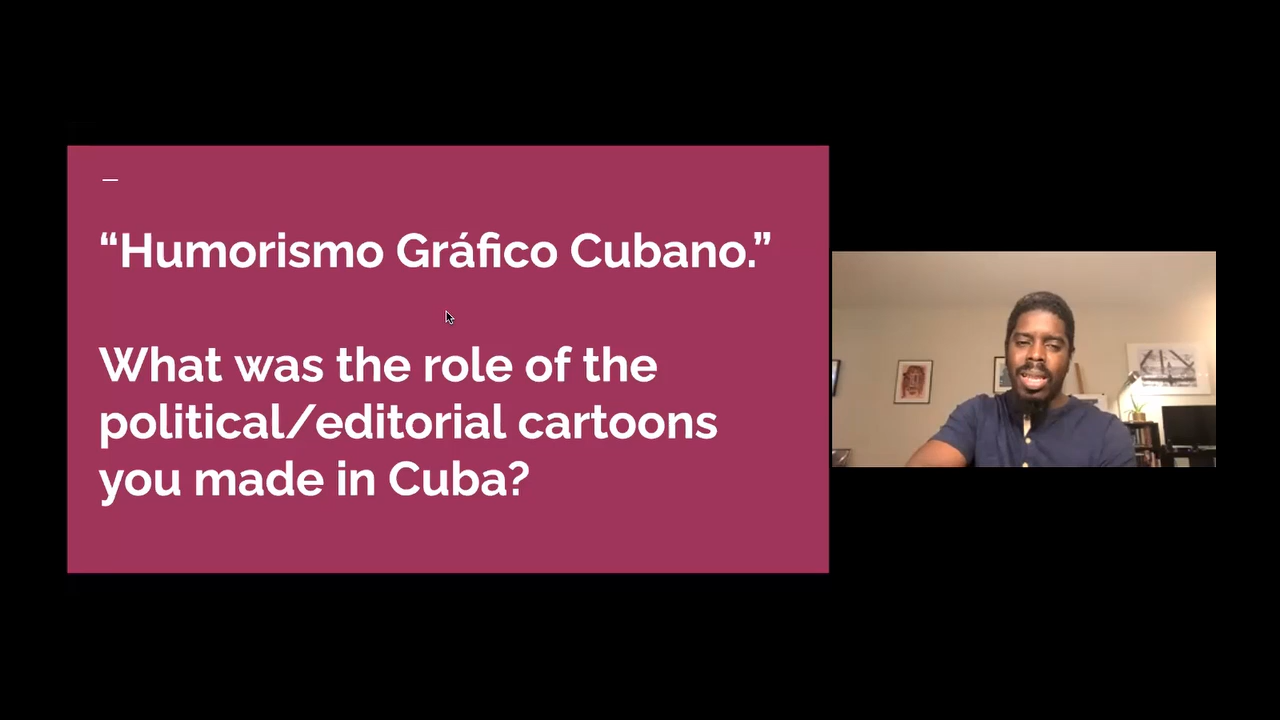 “Humorismo Gráfico Cubano.”
What was the role of the
political/editorial cartoons
you made in Cuba?